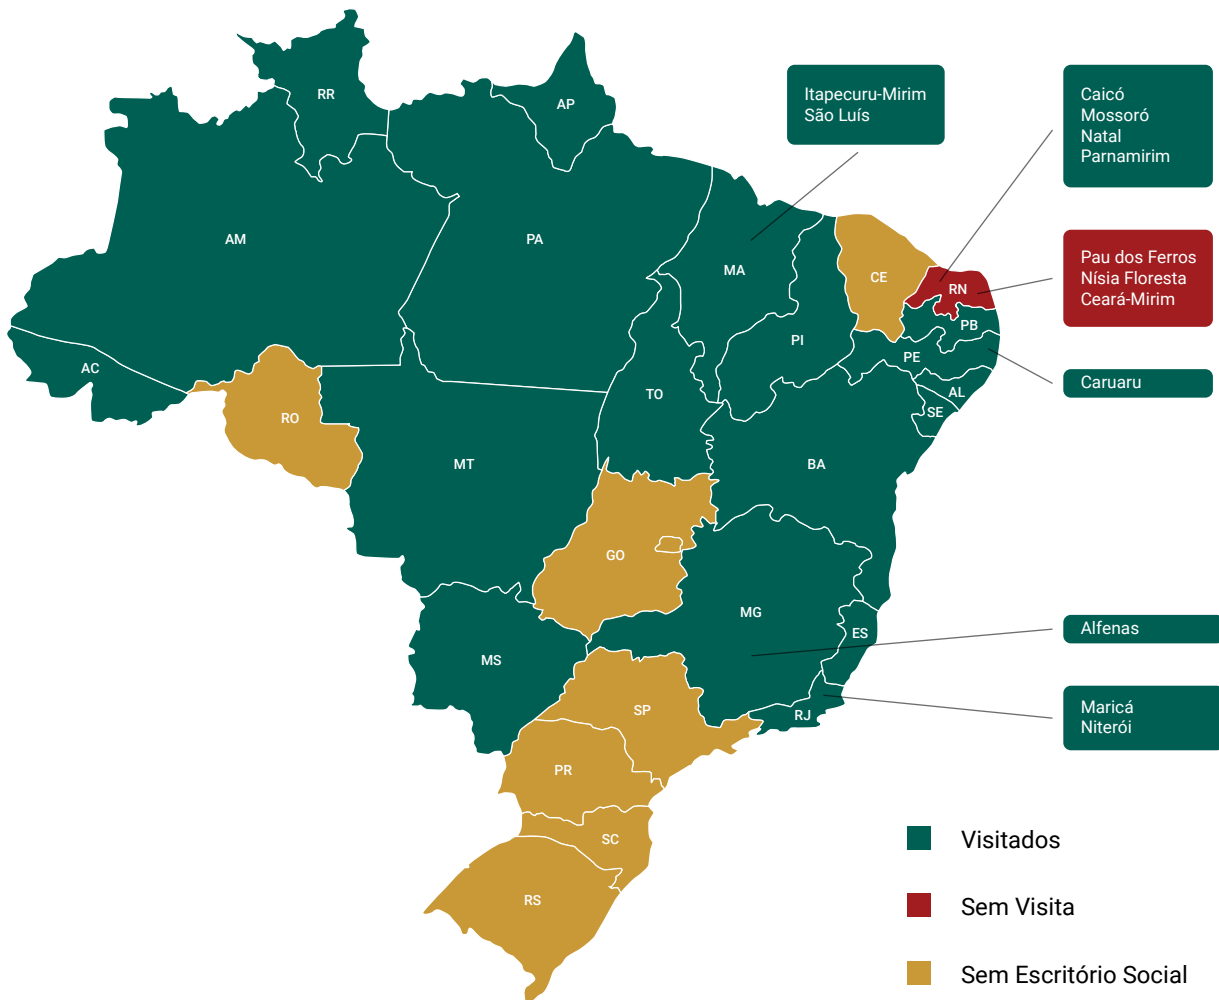 RR
AP
Itapecuru-Mirim
São Luís
Caicó
Mossoró
Natal
Parnamirim
AM
PA
MA
CE
RN
Pau dos Ferros
Nísia Floresta
Ceará-Mirim
PB
PI
PE
AC
TO
AL
Caruaru
SE
RO
MT
BA
GO
MG
ES
Alfenas
MS
SP
RJ
Maricá
Niterói
PR
SC
RS
Visitados
Sem Visita
Sem Escritório Social